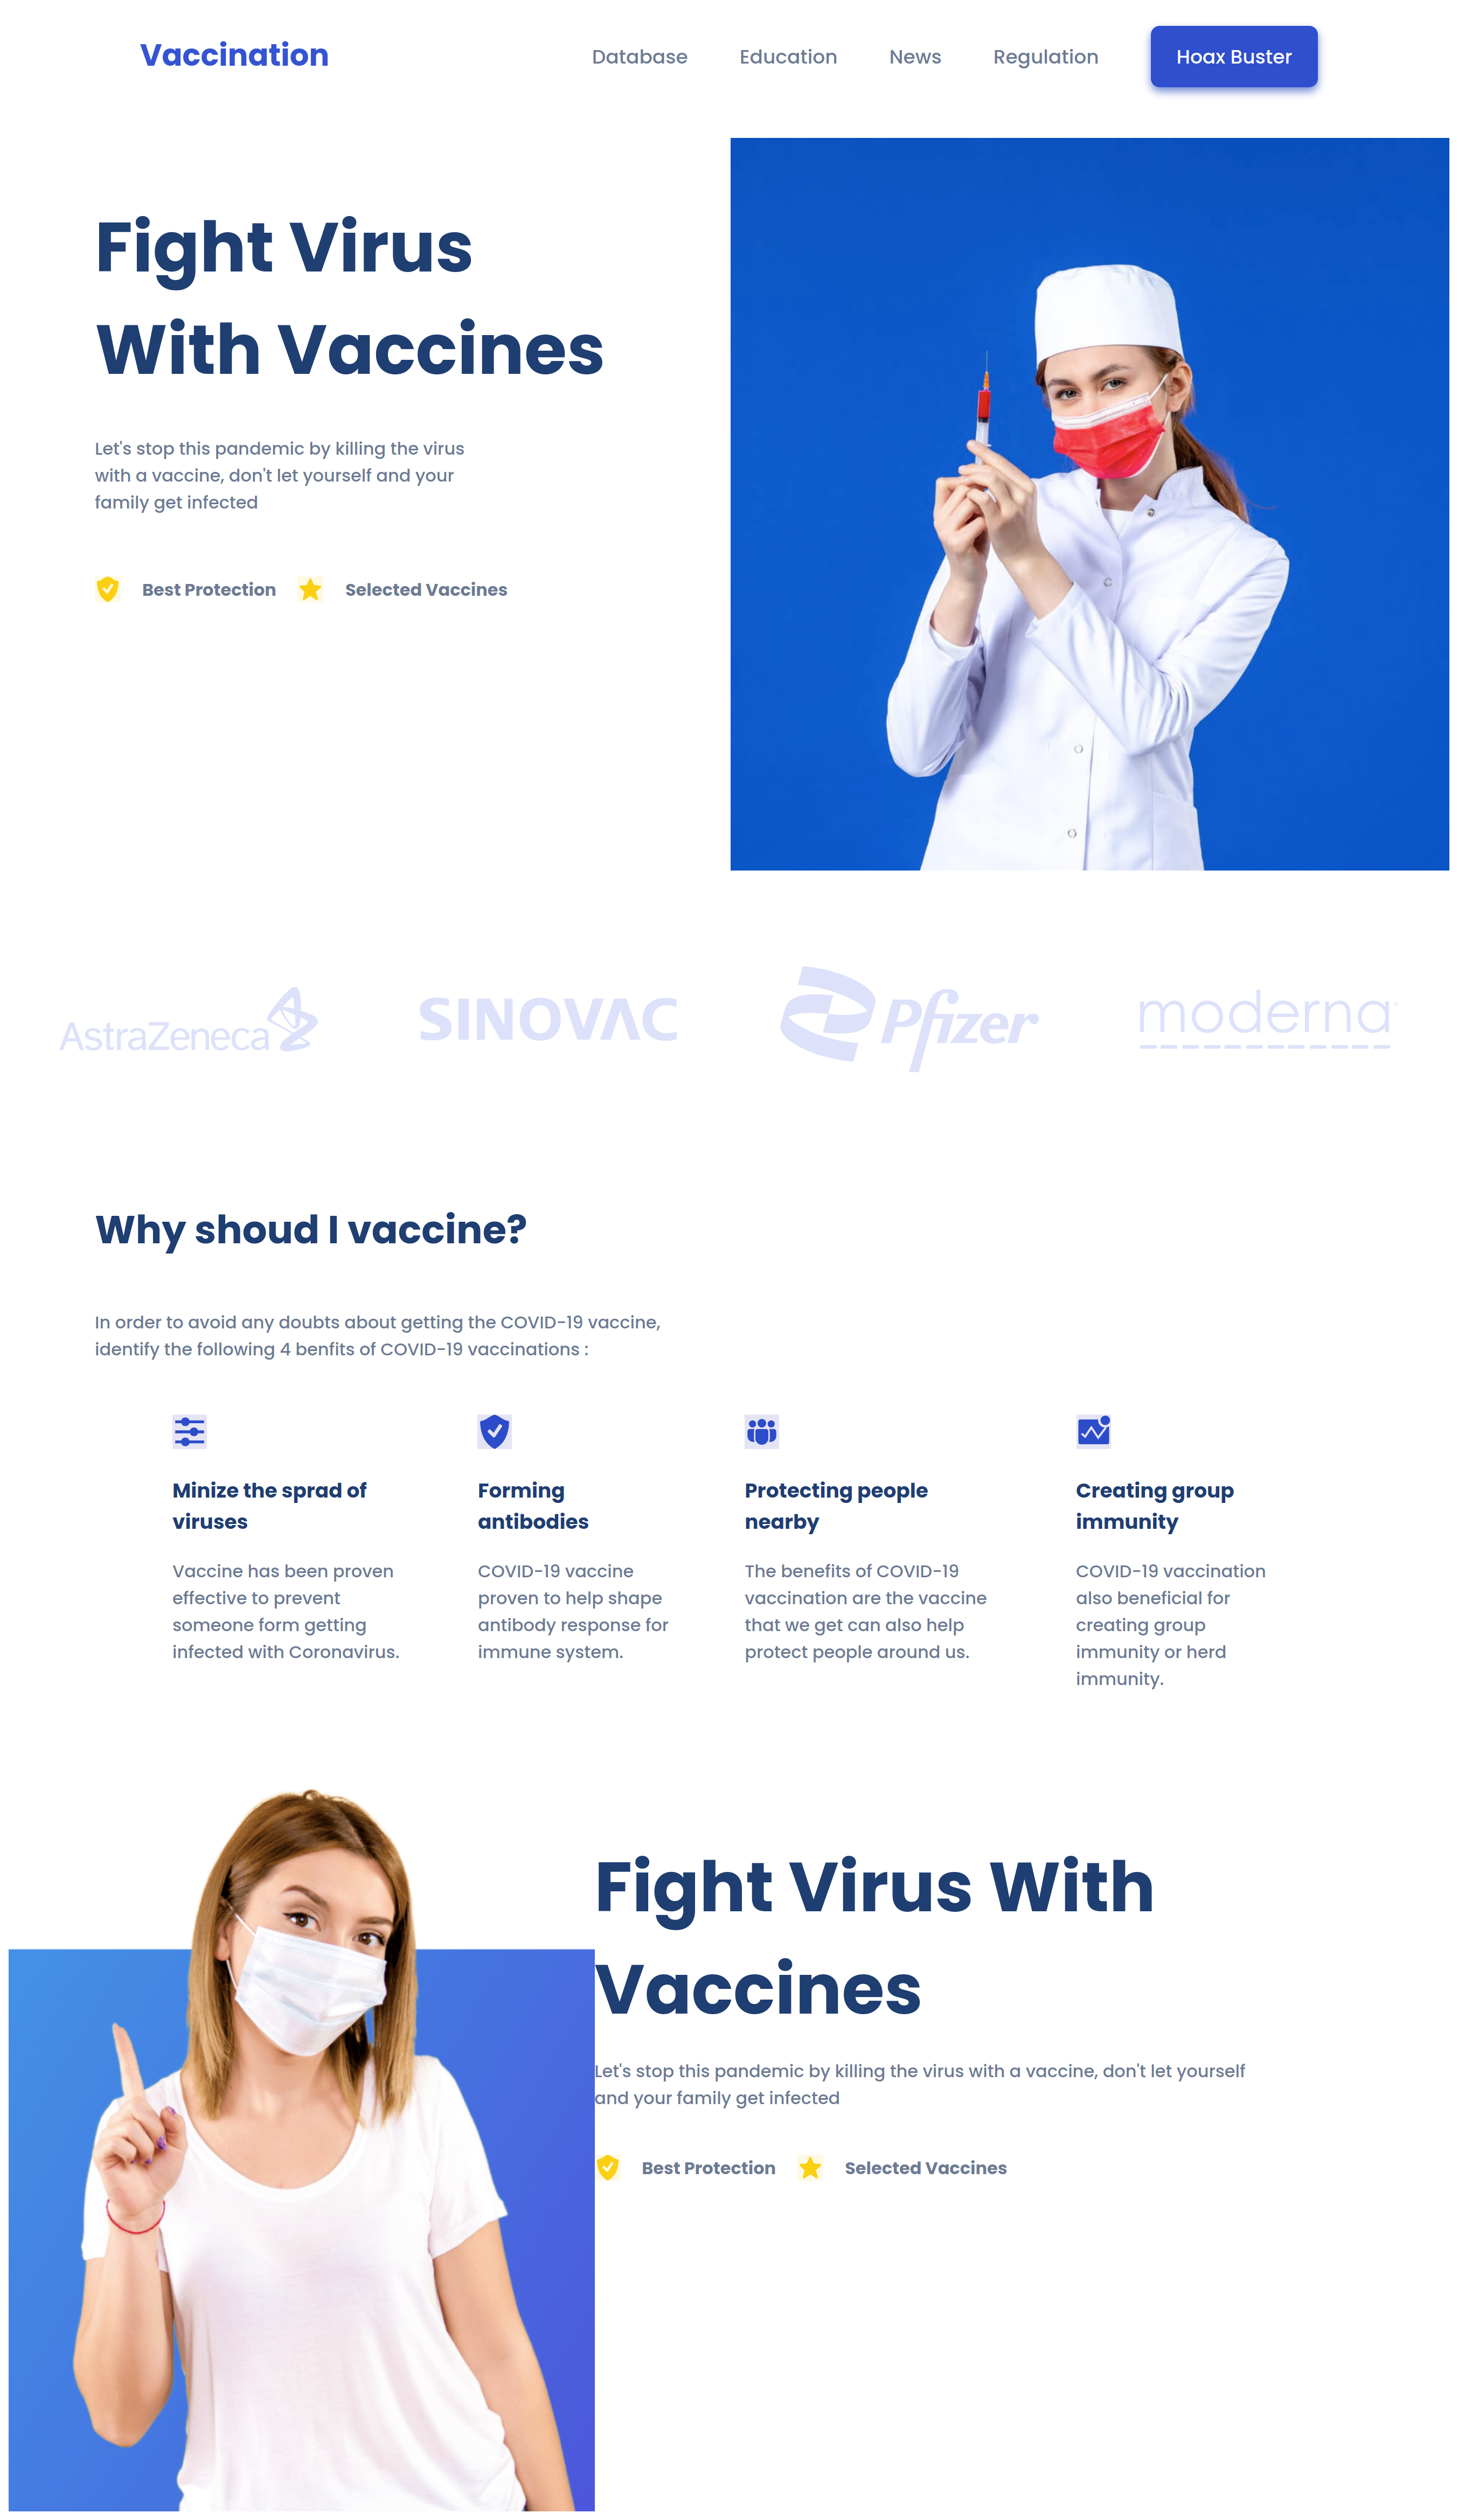 Vaccination
Database
Education
News
Regulation
Hoax Buster
Fight Virus
With Vaccines
Let's stop this pandemic by killing the virus
with a vaccine, don't let yourself and your
family get infected
Best Protection
Selected Vaccines
AstraZeneca
SINOVAC
Pfizer
moderna
Why shoud I vaccine?
In order to avoid any doubts about getting the COVID-19 vaccine,
identify the following 4 benfits of COVID-19 vaccinations :
Minize the sprad of
viruses
Vaccine has been proven
effective to prevent
someone form getting
infected with Coronavirus.
Forming
antibodies
COVID-19 vaccine
proven to help shape
antibody response for
immune system.
Protecting people
nearby
The benefits of COVID-19
vaccination are the vaccine
that we get can also help
protect people around us.
Creating group
immunity
COVID-19 vaccination
also beneficial for
creating group
immunity or herd
immunity.
Fight Virus With
Vaccines
Let's stop this pandemic by killing the virus with a vaccine, don't let yourself
and your family get infected
Best Protection
Selected Vaccines